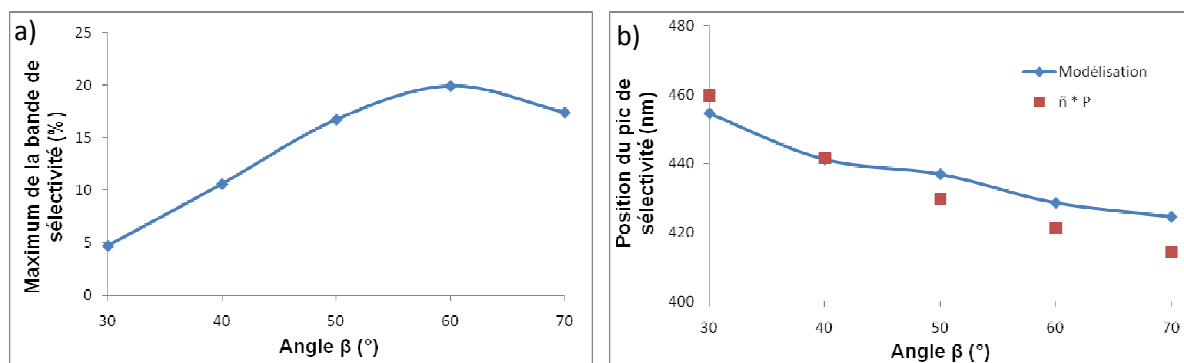 a)
Maximum de la bande de
sélectivité (%)
25
20
15
10
5
0
30 40 50 60 70
Angle β (°)
b)
Position du pic de
sélectivité (nm)
480
460
440
420
400
30 40 50 60 70
Angle β (°)
Modélisation
ñ * P